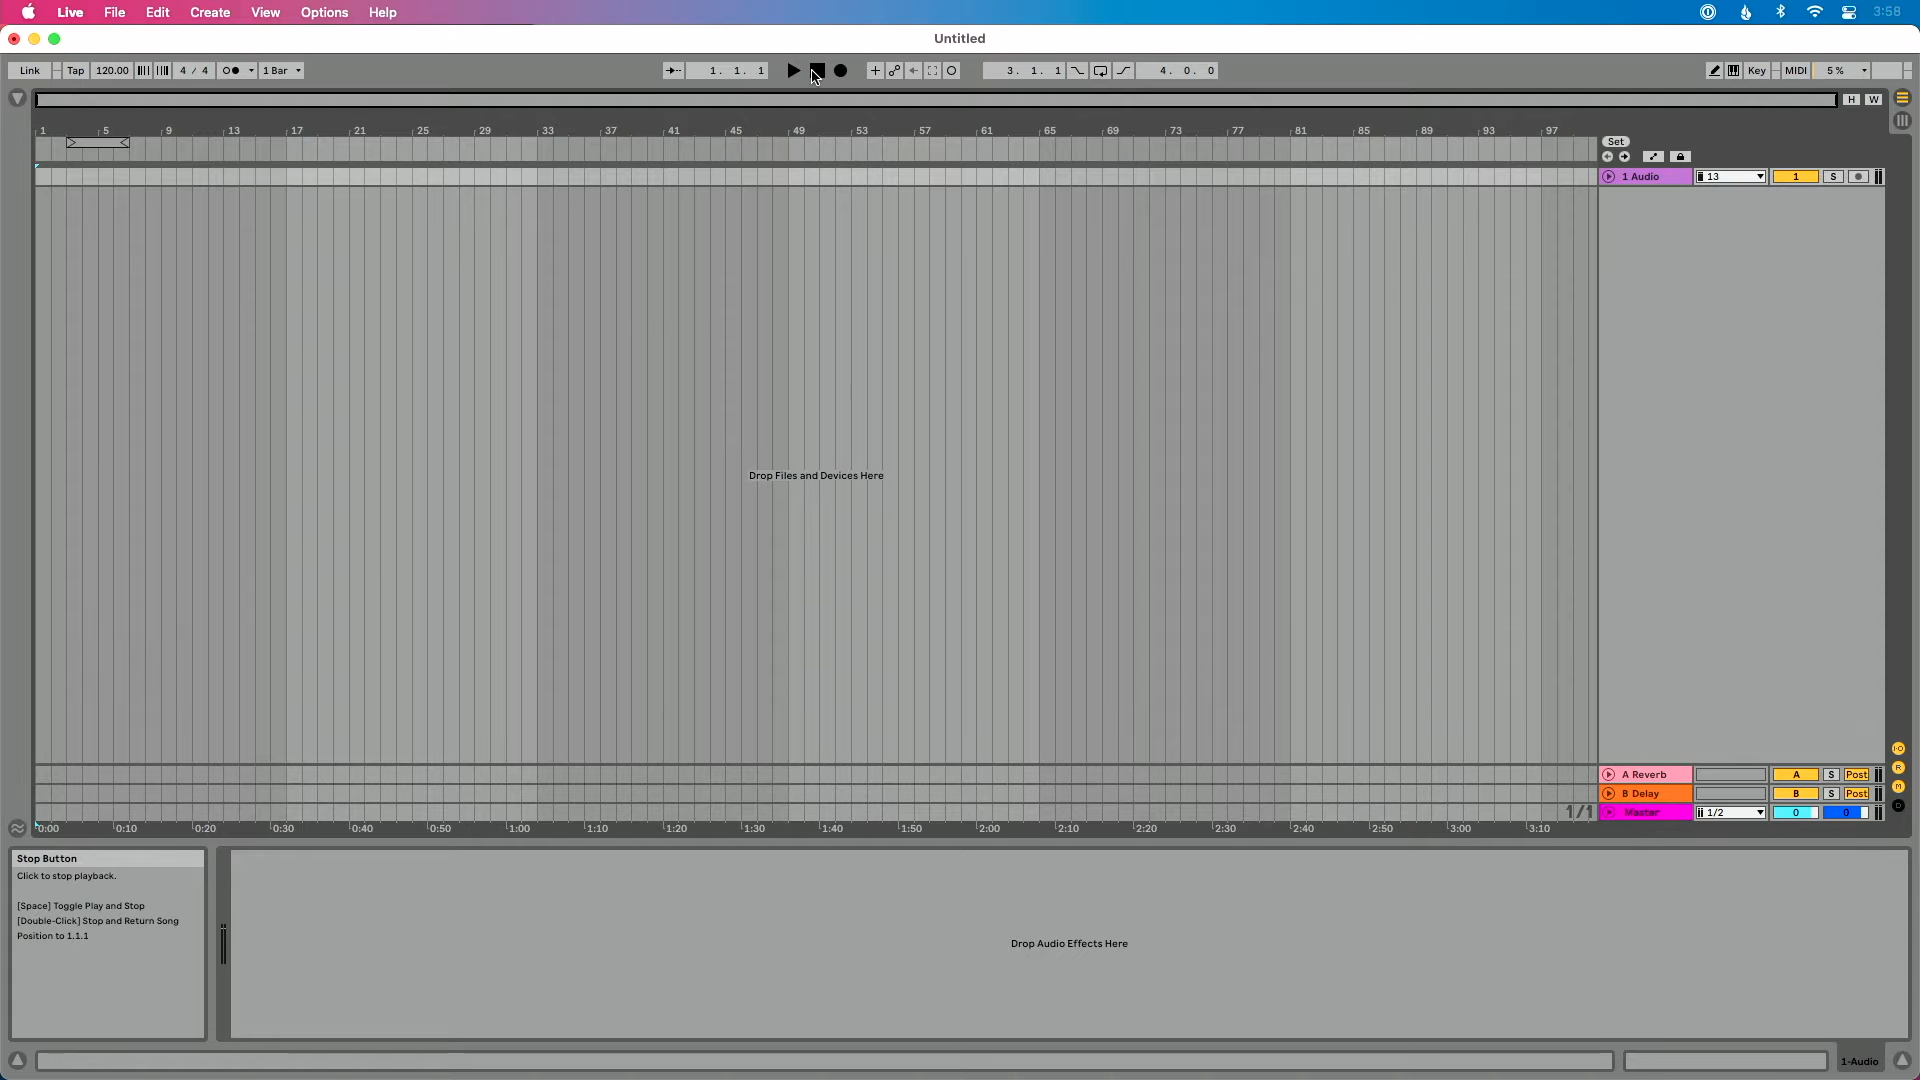 Live File Edit Create View Options Help 3:58
Untitled
Link Tap 120.00 4 / 4 1 Bar 1. 1. 1 3. 1. 1 4. 0. 0 Key MIDI 5 %
H W
1 5 9 13 17 21 25 29 33 37 41 45 49 53 57 61 65 69 73 77 81 85 89 93 97
Set
1 Audio 13 1 S
Drop Files and Devices Here
I·O
R
M
D
A Reverb A S Post
B Delay B S Post
1/1 Master 1/2 0 0
0:00 0:10 0:20 0:30 0:40 0:50 1:00 1:10 1:20 1:30 1:40 1:50 2:00 2:10 2:20 2:30 2:40 2:50 3:00 3:10
Stop Button
Click to stop playback.
[Space] Toggle Play and Stop
[Double-Click] Stop and Return Song
Position to 1.1.1
Drop Audio Effects Here
1-Audio